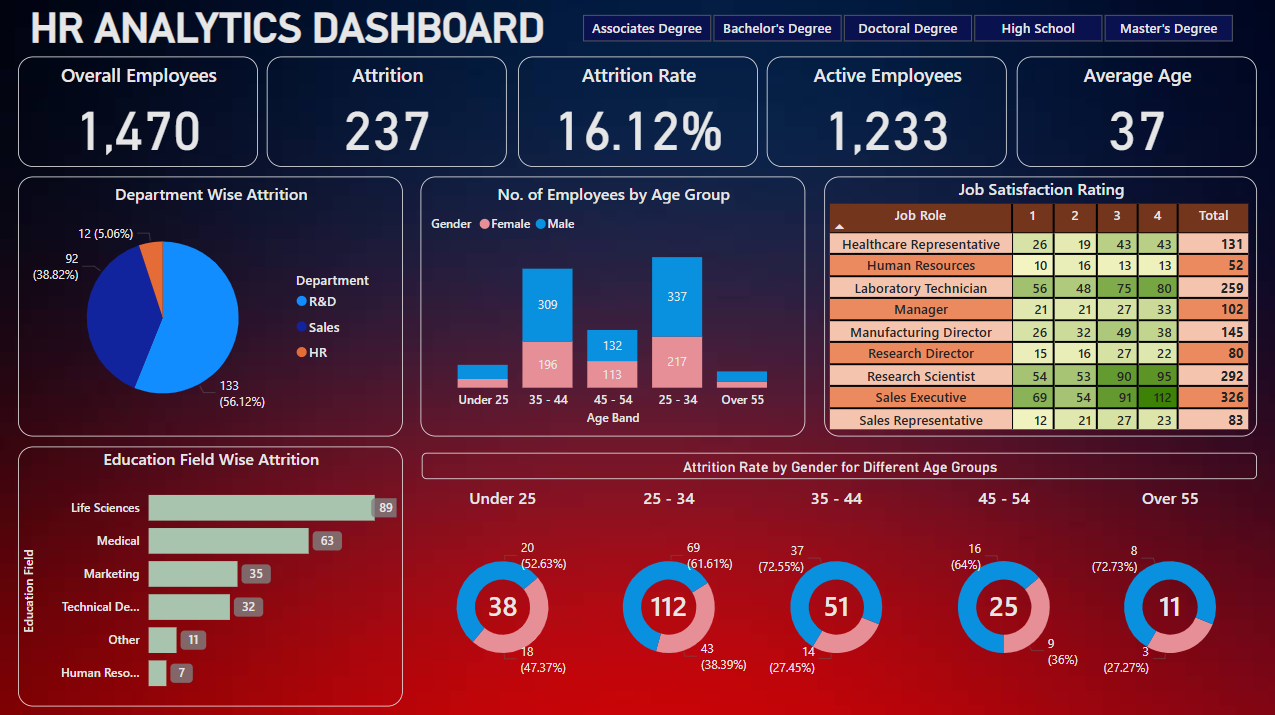 HR ANALYTICS DASHBOARD
Associates Degree
Bachelor's Degree
Doctoral Degree
High School
Master's Degree
Overall Employees
1,470
Attrition
237
Attrition Rate
16.12%
Active Employees
1,233
Average Age
37
Department Wise Attrition
12 (5.06%)
92
(38.82%)
133
(56.12%)
Department
R&D
Sales
HR
No. of Employees by Age Group
Gender Female Male
309
196
132
113
337
217
Under 25 35 - 44 45 - 54 25 - 34 Over 55
Age Band
Job Satisfaction Rating
Job Role 1 2 3 4 Total
Healthcare Representative 26 19 43 43 131
Human Resources 10 16 13 13 52
Laboratory Technician 56 48 75 80 259
Manager 21 21 27 33 102
Manufacturing Director 26 32 49 38 145
Research Director 15 16 27 22 80
Research Scientist 54 53 90 95 292
Sales Executive 69 54 91 112 326
Sales Representative 12 21 27 23 83
Education Field Wise Attrition
Education Field
Life Sciences 89
Medical 63
Marketing 35
Technical De... 32
Other 11
Human Reso... 7
Attrition Rate by Gender for Different Age Groups
Under 25
20
(52.63%)
38
18
(47.37%)
25 - 34
69
(61.61%)
112
43
(38.39%)
35 - 44
37
(72.55%)
51
14
(27.45%)
45 - 54
16
(64%)
25
9
(36%)
Over 55
8
(72.73%)
11
3
(27.27%)